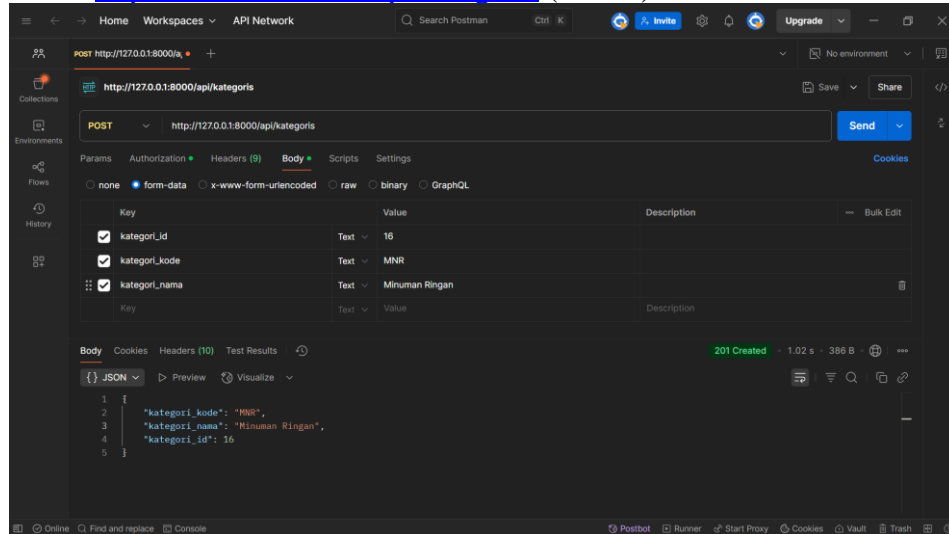 Home Workspaces API Network Search Postman Ctrl K Invite Upgrade
POST http://127.0.0.1:8000/a No environment
Collections
HTTP http://127.0.0.1:8000/api/kategoris Save Share
Environments
POST http://127.0.0.1:8000/api/kategoris Send
Flows
Params Authorization Headers (9) Body Scripts Settings Cookies
none form-data x-www-form-urlencoded raw binary GraphQL
History
Key Value Description Bulk Edit
kategori_id Text 16
kategori_kode Text MNR
kategori_nama Text Minuman Ringan
Key Text Value Description
Body Cookies Headers (10) Test Results 201 Created 1.02 s 386 B
{} JSON Preview Visualize
1 {
2 "kategori_kode": "MNR",
3 "kategori_nama": "Minuman Ringan",
4 "kategori_id": 16
5 }
Online Find and replace Console Postbot Runner Start Proxy Cookies Vault Trash